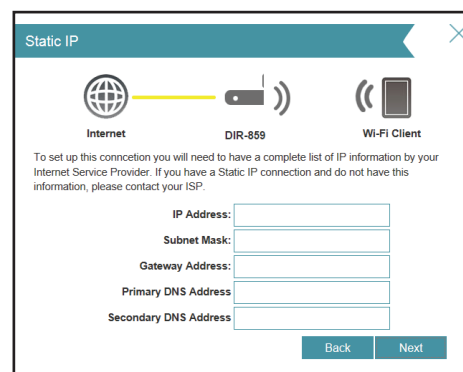 Static IP
Internet
DIR-859
Wi-Fi Client
To set up this conncetion you will need to have a complete list of IP information by your
Internet Service Provider. If you have a Static IP connection and do not have this
information, please contact your ISP.
IP Address:
Subnet Mask:
Gateway Address:
Primary DNS Address
Secondary DNS Address
Back
Next